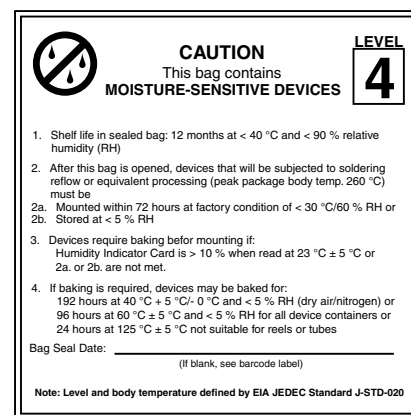 LEVEL
4
CAUTION
This bag contains
MOISTURE-SENSITIVE DEVICES
1. Shelf life in sealed bag: 12 months at < 40 °C and < 90 % relative
humidity (RH)
2. After this bag is opened, devices that will be subjected to soldering
reflow or equivalent processing (peak package body temp. 260 °C)
must be
2a. Mounted within 72 hours at factory condition of < 30 °C/60 % RH or
2b. Stored at < 5 % RH
3. Devices require baking befor mounting if:
Humidity Indicator Card is > 10 % when read at 23 °C ± 5 °C or
2a. or 2b. are not met.
4. If baking is required, devices may be baked for:
192 hours at 40 °C + 5 °C/- 0 °C and < 5 % RH (dry air/nitrogen) or
96 hours at 60 °C ± 5 °C and < 5 % RH for all device containers or
24 hours at 125 °C ± 5 °C not suitable for reels or tubes
Bag Seal Date:
(If blank, see barcode label)
Note: Level and body temperature defined by EIA JEDEC Standard J-STD-020